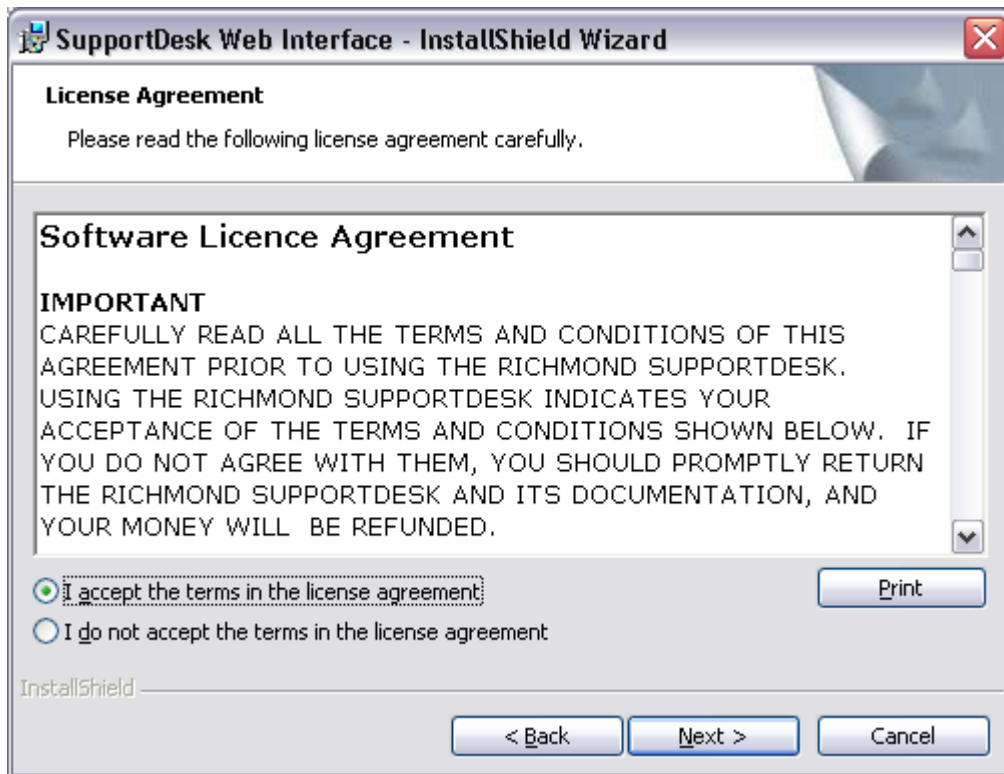 SupportDesk Web Interface - InstallShield Wizard
License Agreement
Please read the following license agreement carefully.
Software Licence Agreement
IMPORTANT
CAREFULLY READ ALL THE TERMS AND CONDITIONS OF THIS
AGREEMENT PRIOR TO USING THE RICHMOND SUPPORTDESK.
USING THE RICHMOND SUPPORTDESK INDICATES YOUR
ACCEPTANCE OF THE TERMS AND CONDITIONS SHOWN BELOW.  IF
YOU DO NOT AGREE WITH THEM, YOU SHOULD PROMPTLY RETURN
THE RICHMOND SUPPORTDESK AND ITS DOCUMENTATION, AND
YOUR MONEY WILL  BE REFUNDED.
I accept the terms in the license agreement
Print
I do not accept the terms in the license agreement
InstallShield
< Back
Next >
Cancel